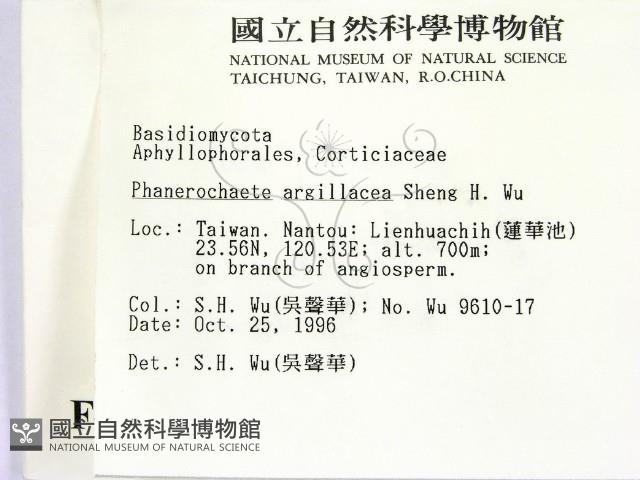 國立自然科學博物館
NATIONAL MUSEUM OF NATURAL SCIENCE
TAICHUNG, TAIWAN, R.O.CHINA
Basidiomycota
Aphyllophorales, Corticiaceae
Phanerochaete argillacea Sheng H. Wu
Loc.: Taiwan. Nantou: Lienhuachih(蓮華池)
23.56N, 120.53E; alt. 700m;
on branch of angiosperm.
Col.: S.H. Wu(吳聲華); No. Wu 9610-17
Date: Oct. 25, 1996
Det.: S.H. Wu(吳聲華)
F
國立自然科學博物館
NATIONAL MUSEUM OF NATURAL SCIENCE